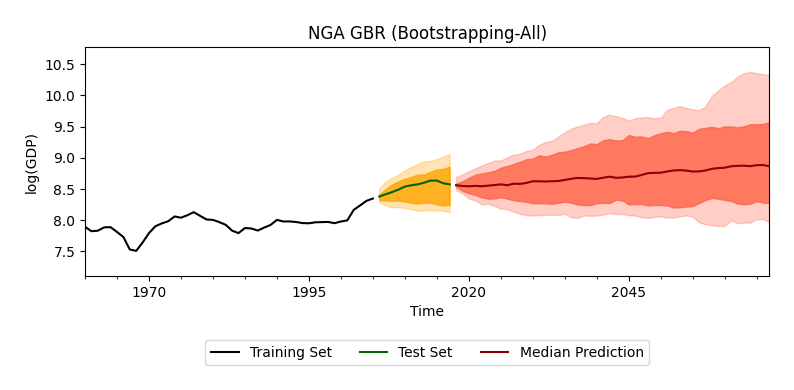 NGA GBR (Bootstrapping-All)
10.5
10.0
9.5
9.0
8.5
8.0
7.5
log(GDP)
1970 1995 2020 2045
Time
Training Set Test Set Median Prediction